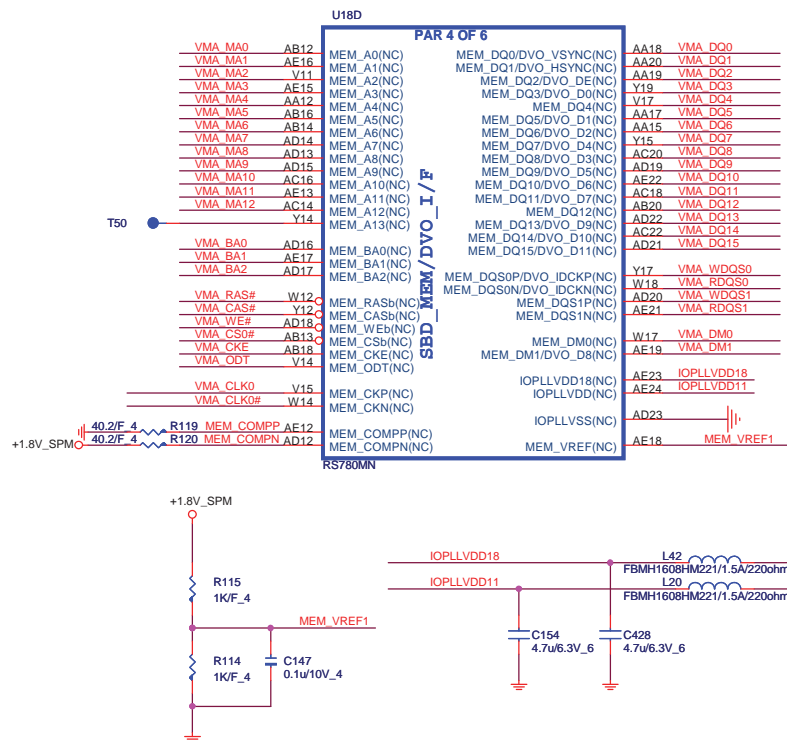 U18D
PAR 4 OF 6
VMA_MA0 AB12 MEM_A0(NC) MEM_DQ0/DVO_VSYNC(NC) AA18 VMA_DQ0
VMA_MA1 AE16 MEM_A1(NC) MEM_DQ1/DVO_HSYNC(NC) AA20 VMA_DQ1
VMA_MA2 V11 MEM_A2(NC) MEM_DQ2/DVO_DE(NC) AA19 VMA_DQ2
VMA_MA3 AE15 MEM_A3(NC) MEM_DQ3/DVO_D0(NC) Y19 VMA_DQ3
VMA_MA4 AA12 MEM_A4(NC) MEM_DQ4(NC) V17 VMA_DQ4
VMA_MA5 AB16 MEM_A5(NC) MEM_DQ5/DVO_D1(NC) AA17 VMA_DQ5
VMA_MA6 AB14 MEM_A6(NC) MEM_DQ6/DVO_D2(NC) AA15 VMA_DQ6
VMA_MA7 AD14 MEM_A7(NC) MEM_DQ7/DVO_D4(NC) Y15 VMA_DQ7
VMA_MA8 AD13 MEM_A8(NC) MEM_DQ8/DVO_D3(NC) AC20 VMA_DQ8
VMA_MA9 AD15 MEM_A9(NC) MEM_DQ9/DVO_D5(NC) AD19 VMA_DQ9
VMA_MA10 AC16 MEM_A10(NC) MEM_DQ10/DVO_D6(NC) AE22 VMA_DQ10
VMA_MA11 AE13 MEM_A11(NC) MEM_DQ11/DVO_D7(NC) AC18 VMA_DQ11
VMA_MA12 AC14 MEM_A12(NC) MEM_DQ12(NC) AB20 VMA_DQ12
T50 Y14 MEM_A13(NC) MEM_DQ13/DVO_D9(NC) AD22 VMA_DQ13
MEM_DQ14/DVO_D10(NC) AC22 VMA_DQ14
VMA_BA0 AD16 MEM_BA0(NC) MEM_DQ15/DVO_D11(NC) AD21 VMA_DQ15
VMA_BA1 AE17 MEM_BA1(NC)
VMA_BA2 AD17 MEM_BA2(NC) MEM_DQS0P/DVO_IDCKP(NC) Y17 VMA_WDQS0
MEM_DQS0N/DVO_IDCKN(NC) W18 VMA_RDQS0
VMA_RAS# W12 MEM_RASb(NC) MEM_DQS1P(NC) AD20 VMA_WDQS1
VMA_CAS# Y12 MEM_CASb(NC) MEM_DQS1N(NC) AE21 VMA_RDQS1
VMA_WE# AD18 MEM_WEb(NC)
VMA_CS0# AB13 MEM_CSb(NC) MEM_DM0(NC) W17 VMA_DM0
VMA_CKE AB18 MEM_CKE(NC) MEM_DM1/DVO_D8(NC) AE19 VMA_DM1
VMA_ODT V14 MEM_ODT(NC)
IOPLLVDD18(NC) AE23 IOPLLVDD18
VMA_CLK0 V15 MEM_CKP(NC) IOPLLVDD(NC) AE24 IOPLLVDD11
VMA_CLK0# W14 MEM_CKN(NC)
IOPLLVSS(NC) AD23
40.2/F_4 R119 MEM_COMPP AE12 MEM_COMPP(NC)
+1.8V_SPM 40.2/F_4 R120 MEM_COMPN AD12 MEM_COMPN(NC) MEM_VREF(NC) AE18 MEM_VREF1
SBD_MEM/DVO_I/F
RS780MN
+1.8V_SPM
R115
1K/F_4
MEM_VREF1
R114
1K/F_4
C147
0.1u/10V_4
IOPLLVDD18 L42
FBMH1608HM221/1.5A/220ohm
IOPLLVDD11 L20
FBMH1608HM221/1.5A/220ohm
C154
4.7u/6.3V_6
C428
4.7u/6.3V_6